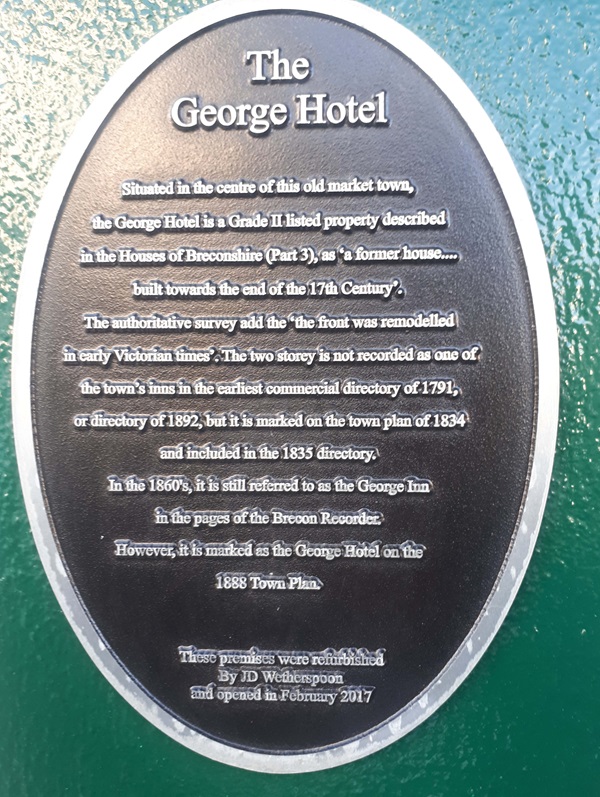 The
George Hotel
Situated in the centre of this old market town,
the George Hotel is a Grade II listed property described
in the Houses of Breconshire (Part 3), as 'a former house....
built towards the end of the 17th Century'.
The authoritative survey add the 'the front was remodelled
in early Victorian times'. The two storey is not recorded as one of
the town's inns in the earliest commercial directory of 1791,
or directory of 1892, but it is marked on the town plan of 1834
and included in the 1835 directory.
In the 1860's, it is still referred to as the George Inn
in the pages of the Brecon Recorder.
However, it is marked as the George Hotel on the
1888 Town Plan.
These premises were refurbished
By JD Wetherspoon
and opened in February 2017